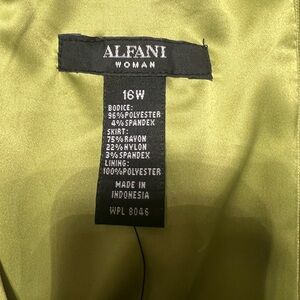 ALFANI
WOMAN
16W
BODICE:
96%POLYESTER
4%SPANDEX
SKIRT:
75%RAYON
22%NYLON
3%SPANDEX
LINING:
100%POLYESTER
MADE IN
INDONESIA
WPL 8046